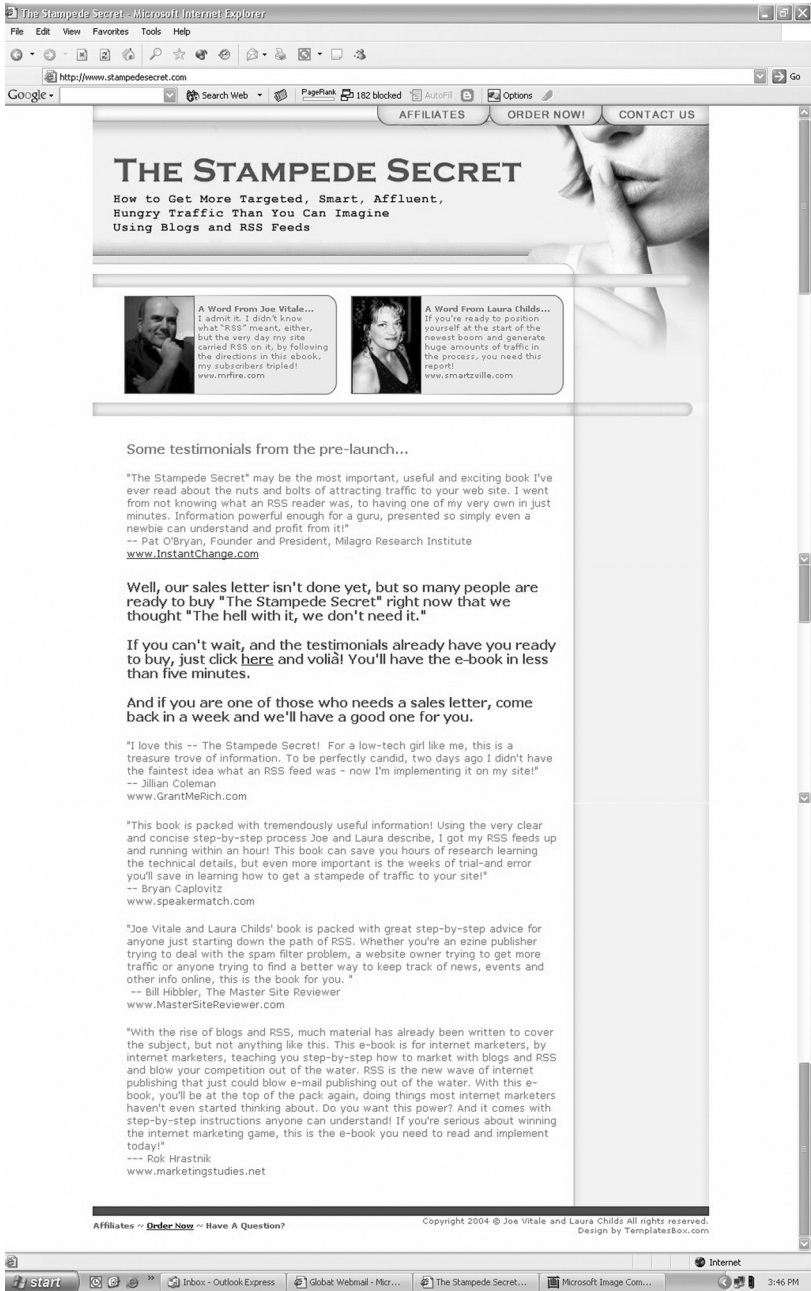 The Stampede Secret - Microsoft Internet Explorer
File Edit View Favorites Tools Help
http://www.stampedesecret.com
Go
Google Search Web PageRank 182 blocked AutoFill Options
AFFILIATES ORDER NOW! CONTACT US
THE STAMPEDE SECRET
How to Get More Targeted, Smart, Affluent,
Hungry Traffic Than You Can Imagine
Using Blogs and RSS Feeds
A Word From Joe Vitale...
I admit it. I didn't know
what "RSS" meant, either,
but the very day my site
carried RSS on it, by following
the directions in this ebook,
my subscribers tripled!
www.mrfire.com
A Word From Laura Childs...
If you're ready to position
yourself at the start of the
newest boom and generate
huge amounts of traffic in
the process, you need this
report!
www.smartzville.com
Some testimonials from the pre-launch...
"The Stampede Secret" may be the most important, useful and exciting book I've
ever read about the nuts and bolts of attracting traffic to your web site. I went
from not knowing what an RSS reader was, to having one of my very own in just
minutes. Information powerful enough for a guru, presented so simply even a
newbie can understand and profit from it!"
-- Pat O'Bryan, Founder and President, Milagro Research Institute
www.InstantChange.com
Well, our sales letter isn't done yet, but so many people are
ready to buy "The Stampede Secret" right now that we
thought "The hell with it, we don't need it."
If you can't wait, and the testimonials already have you ready
to buy, just click here and volià! You'll have the e-book in less
than five minutes.
And if you are one of those who needs a sales letter, come
back in a week and we'll have a good one for you.
"I love this -- The Stampede Secret! For a low-tech girl like me, this is a
treasure trove of information. To be perfectly candid, two days ago I didn't have
the faintest idea what an RSS feed was - now I'm implementing it on my site!"
-- Jillian Coleman
www.GrantMeRich.com
"This book is packed with tremendously useful information! Using the very clear
and concise step-by-step process Joe and Laura describe, I got my RSS feeds up
and running within an hour! This book can save you hours of research learning
the technical details, but even more important is the weeks of trial-and error
you'll save in learning how to get a stampede of traffic to your site!"
-- Bryan Caplovitz
www.speakermatch.com
"Joe Vitale and Laura Childs' book is packed with great step-by-step advice for
anyone just starting down the path of RSS. Whether you're an ezine publisher
trying to deal with the spam filter problem, a website owner trying to get more
traffic or anyone trying to find a better way to keep track of news, events and
other info online, this is the book for you. "
-- Bill Hibbler, The Master Site Reviewer
www.MasterSiteReviewer.com
"With the rise of blogs and RSS, much material has already been written to cover
the subject, but not anything like this. This e-book is for internet marketers, by
internet marketers, teaching you step-by-step how to market with blogs and RSS
and blow your competition out of the water. RSS is the new wave of internet
publishing that just could blow e-mail publishing out of the water. With this e-
book, you'll be at the top of the pack again, doing things most internet marketers
haven't even started thinking about. Do you want this power? And it comes with
step-by-step instructions anyone can understand! If you're serious about winning
the internet marketing game, this is the e-book you need to read and implement
today!"
--- Rok Hrastnik
www.marketingstudies.net
Affiliates ~ Order Now ~ Have A Question?
Copyright 2004 © Joe Vitale and Laura Childs All rights reserved.
Design by TemplatesBox.com
Internet
start Inbox - Outlook Express Globat Webmail - Micr... The Stampede Secret... Microsoft Image Com... 3:46 PM